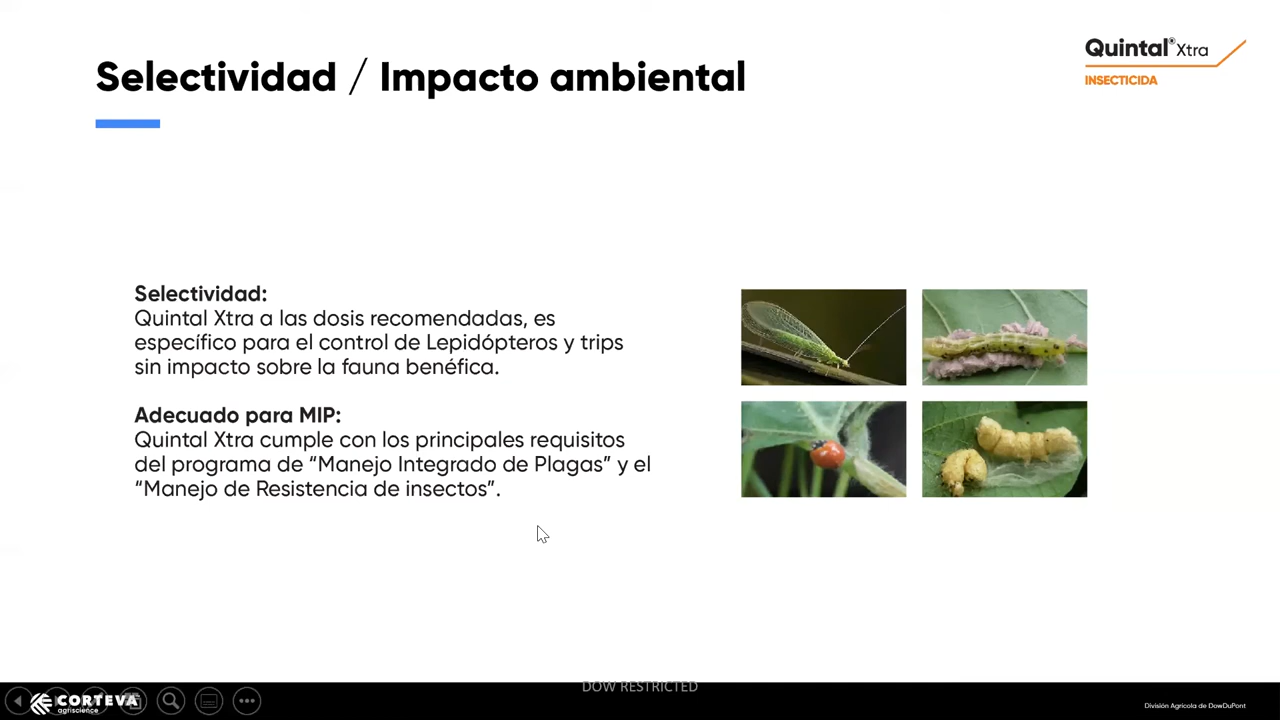 Selectividad / Impacto ambiental
Quintal® Xtra
INSECTICIDA
Selectividad:
Quintal Xtra a las dosis recomendadas, es
específico para el control de Lepidópteros y trips
sin impacto sobre la fauna benéfica.
Adecuado para MIP:
Quintal Xtra cumple con los principales requisitos
del programa de “Manejo Integrado de Plagas” y el
“Manejo de Resistencia de insectos”.
DOW RESTRICTED
CORTEVA
agriscience
División Agrícola de DowDuPont